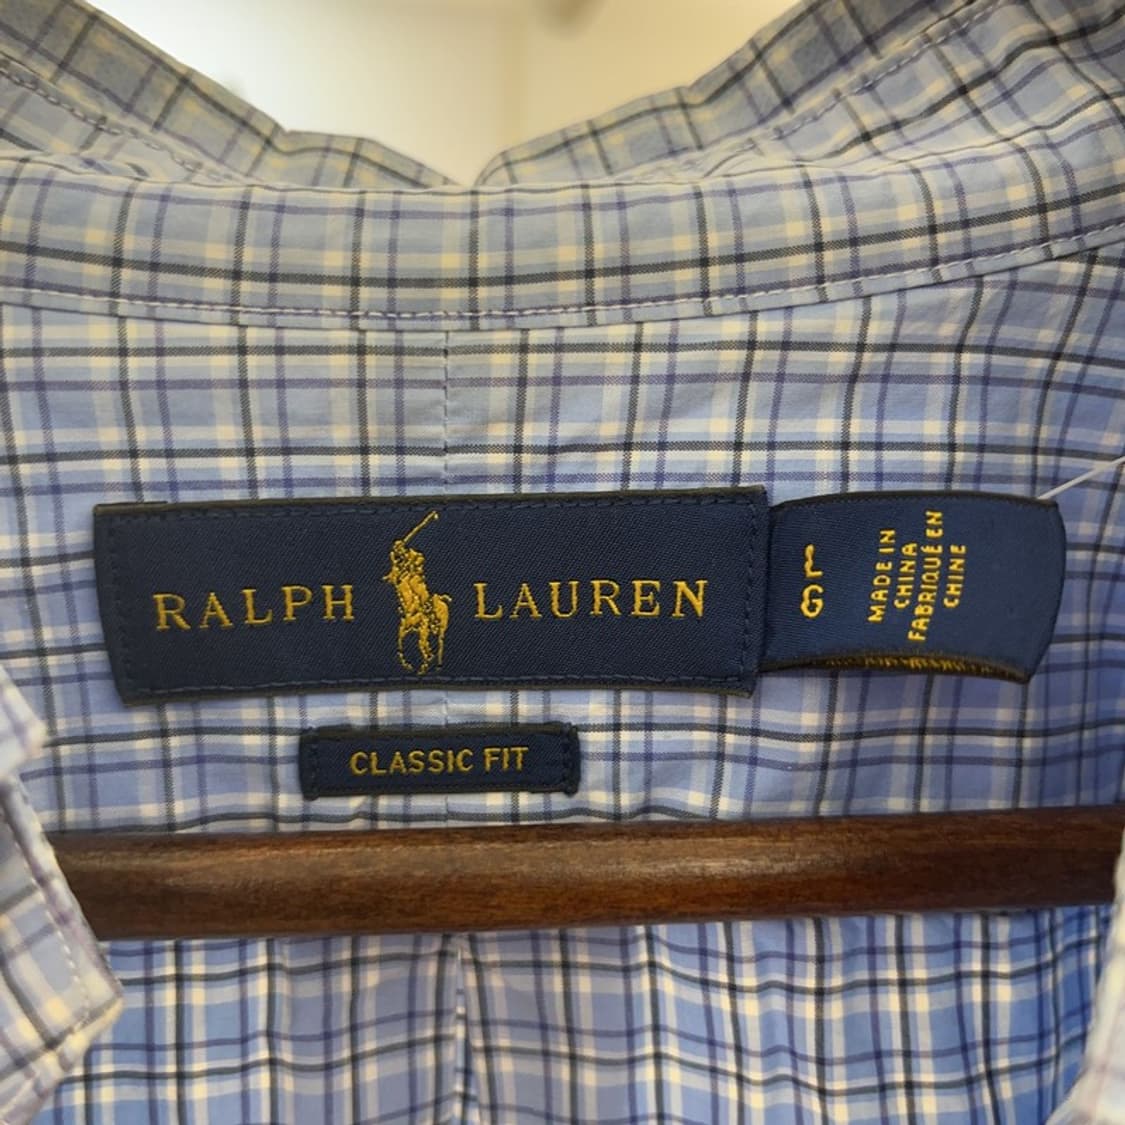 RALPH LAUREN
L
G
MADE IN
CHINA
FABRIQUÉ EN
CHINE
CLASSIC FIT